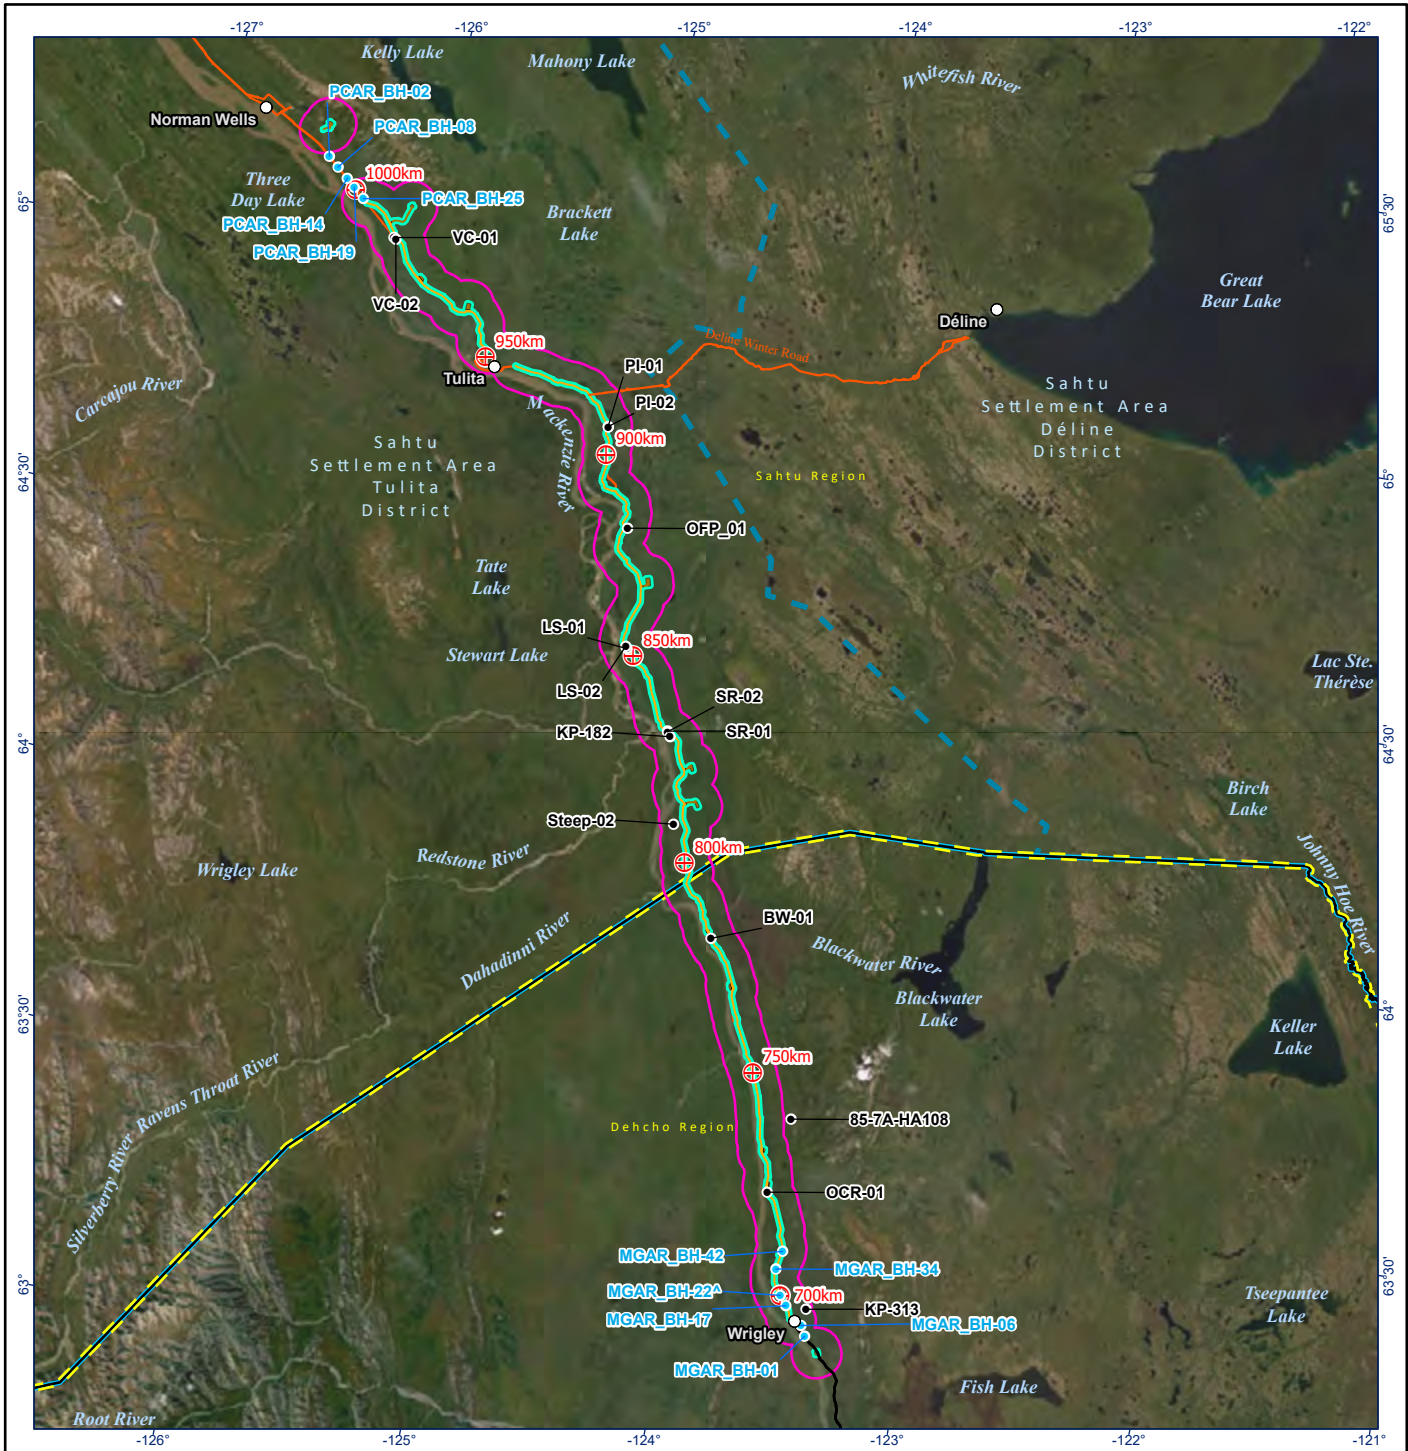 -127°
-126°
-125°
-124°
-123°
-122°
Kelly Lake
Mahony Lake
Whitefish River
PCAR_BH-02
Norman Wells
PCAR_BH-08
Three
Day Lake
1000km
PCAR_BH-25
65°
65°30'
Brackett
Lake
PCAR_BH-14
VC-01
PCAR_BH-19
Great
Bear Lake
VC-02
Déline
950km
Deline Winter Road
Tulita
PI-01
Carcajou River
PI-02
Mackenzie River
Sahtu
Settlement Area
Déline
District
Sahtu
Settlement Area
Tulita
District
900km
Sahtu Region
64°30'
65°
OFP_01
Tate
Lake
LS-01
850km
Stewart Lake
Lac Ste.
Thérèse
LS-02
SR-02
KP-182
SR-01
64°
64°30'
Birch
Lake
Steep-02
Redstone River
800km
Wrigley Lake
Johnny Hoe River
BW-01
Dahadinni River
Blackwater River
Blackwater
Lake
63°30'
64°
Keller
Lake
750km
Silverberry River
Ravens Throat River
85-7A-HA108
Dehcho Region
OCR-01
MGAR_BH-42
MGAR_BH-34
63°
63°30'
MGAR_BH-22^
700km
Tseepantee
Lake
KP-313
MGAR_BH-17
MGAR_BH-06
Wrigley
MGAR_BH-01
Fish Lake
Root River
-126°
-125°
-124°
-123°
-122°
-121°